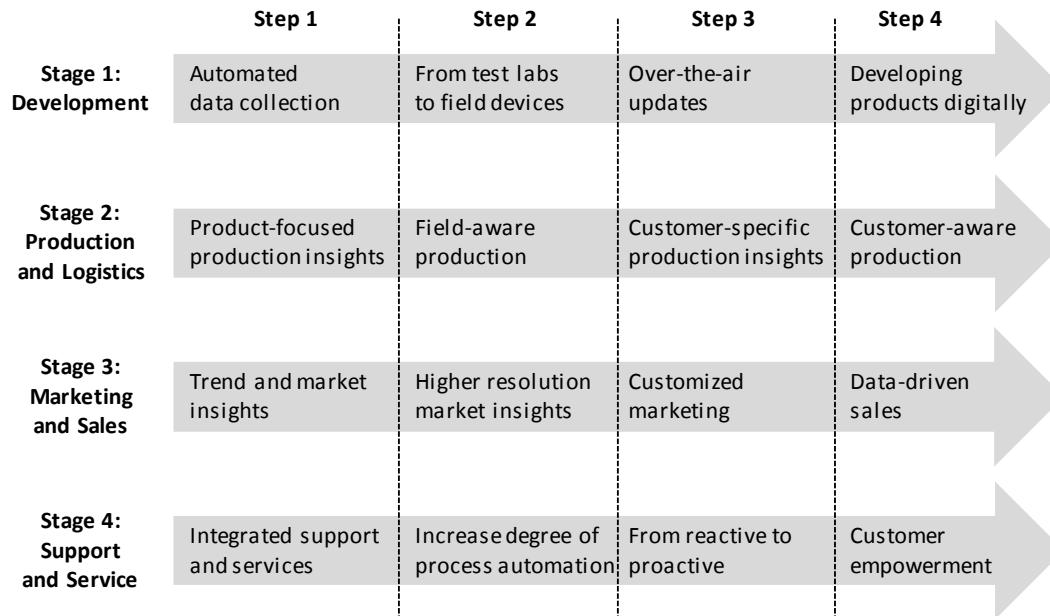 Step 1 Step 2 Step 3 Step 4
Stage 1:
Development
Automated
data collection
From test labs
to field devices
Over-the-air
updates
Developing
products digitally
Stage 2:
Production
and Logistics
Product-focused
production insights
Field-aware
production
Customer-specific
production insights
Customer-aware
production
Stage 3:
Marketing
and Sales
Trend and market
insights
Higher resolution
market insights
Customized
marketing
Data-driven
sales
Stage 4:
Support
and Service
Integrated support
and services
Increase degree of
process automation
From reactive to
proactive
Customer
empowerment